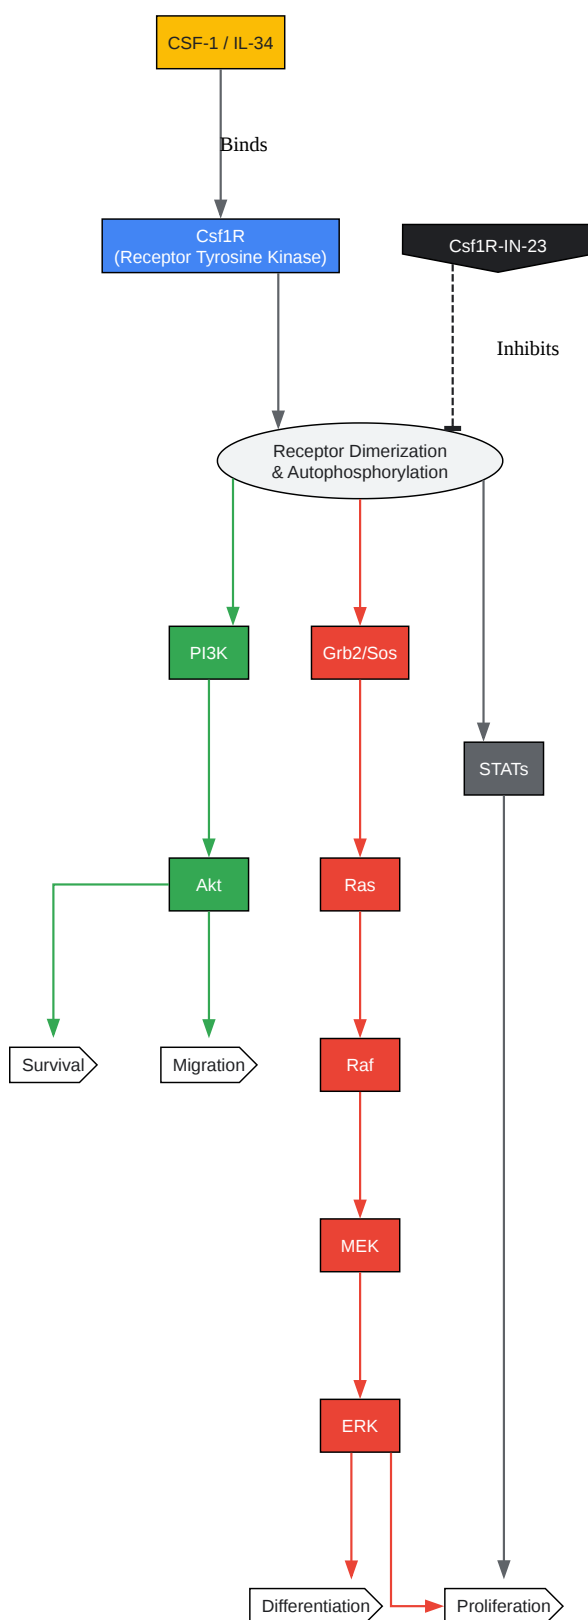 CSF-1 / IL-34
Binds
Csf1R
(Receptor Tyrosine Kinase)
Csf1R-IN-23
Inhibits
Receptor Dimerization
& Autophosphorylation
PI3K
Grb2/Sos
STATs
Akt
Ras
Survival
Migration
Raf
MEK
ERK
Differentiation
Proliferation